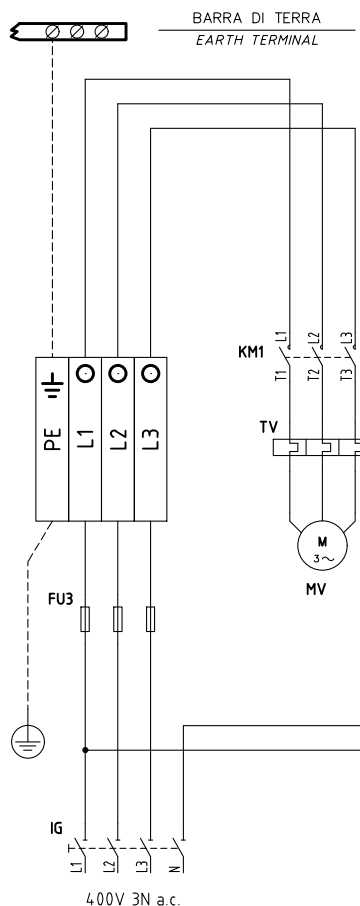 BARRA DI TERRA
EARTH TERMINAL
KM1
L1
L2
L3
T1
T2
T3
TV
PE
L1
L2
L3
M
3~
MV
FU3
IG
L1
L2
L3
N
400V 3N a.c.